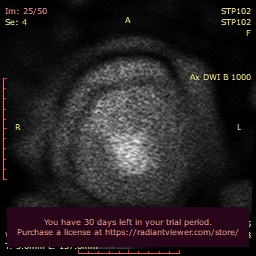 Im: 25/50
Se: 4
A
STP102
STP102
F
Ax DWI B 1000
R
L
You have 30 days left in your trial period.
Purchase a license at https://radiantviewer.com/store/